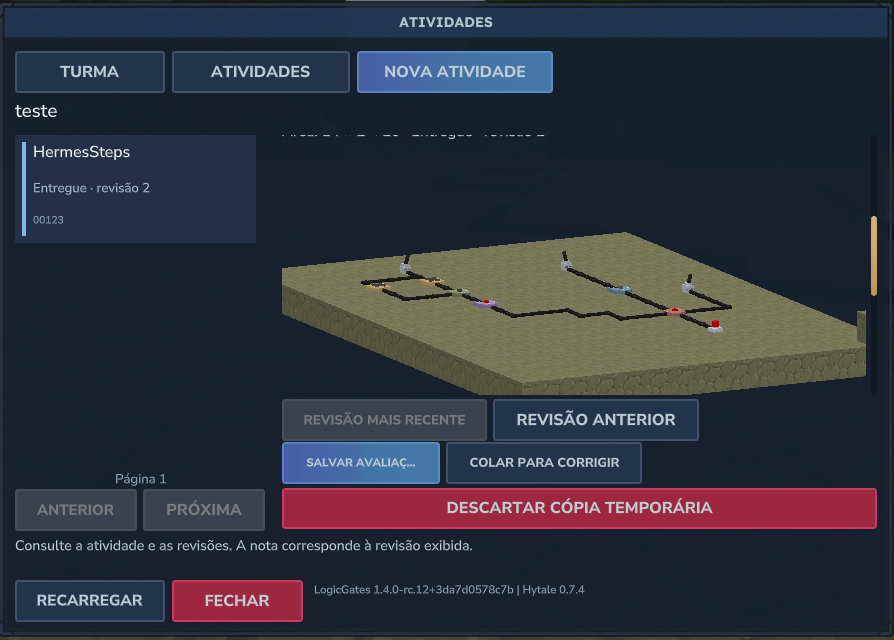 ATIVIDADES
TURMA
ATIVIDADES
NOVA ATIVIDADE
teste
HermesSteps
Entregue · revisão 2
00123
REVISÃO MAIS RECENTE
REVISÃO ANTERIOR
SALVAR AVALIAÇ...
COLAR PARA CORRIGIR
Página 1
ANTERIOR
PRÓXIMA
DESCARTAR CÓPIA TEMPORÁRIA
Consulte a atividade e as revisões. A nota corresponde à revisão exibida.
RECARREGAR
FECHAR
LogicGates 1.4.0-rc.12+3da7d0578c7b | Hytale 0.7.4